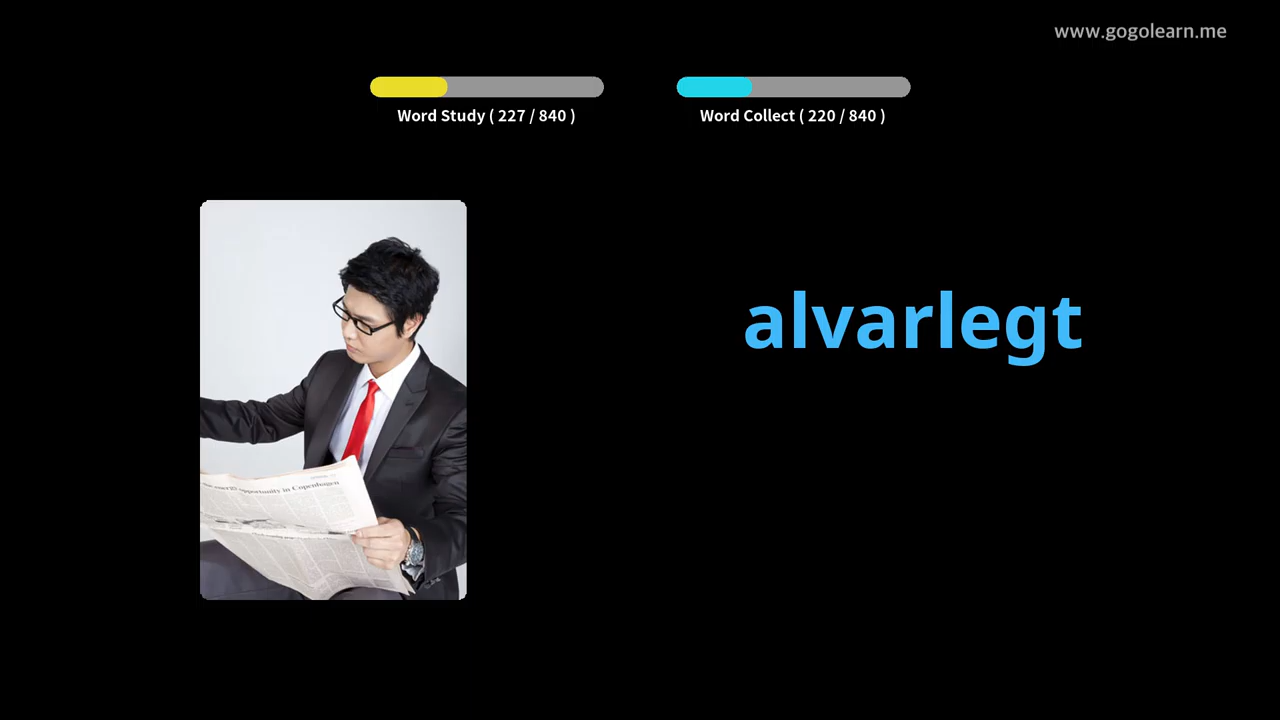 www.gogolearn.me
Word Study ( 227 / 840 )
Word Collect ( 220 / 840 )
alvarlegt
opportunity in Copenhagen